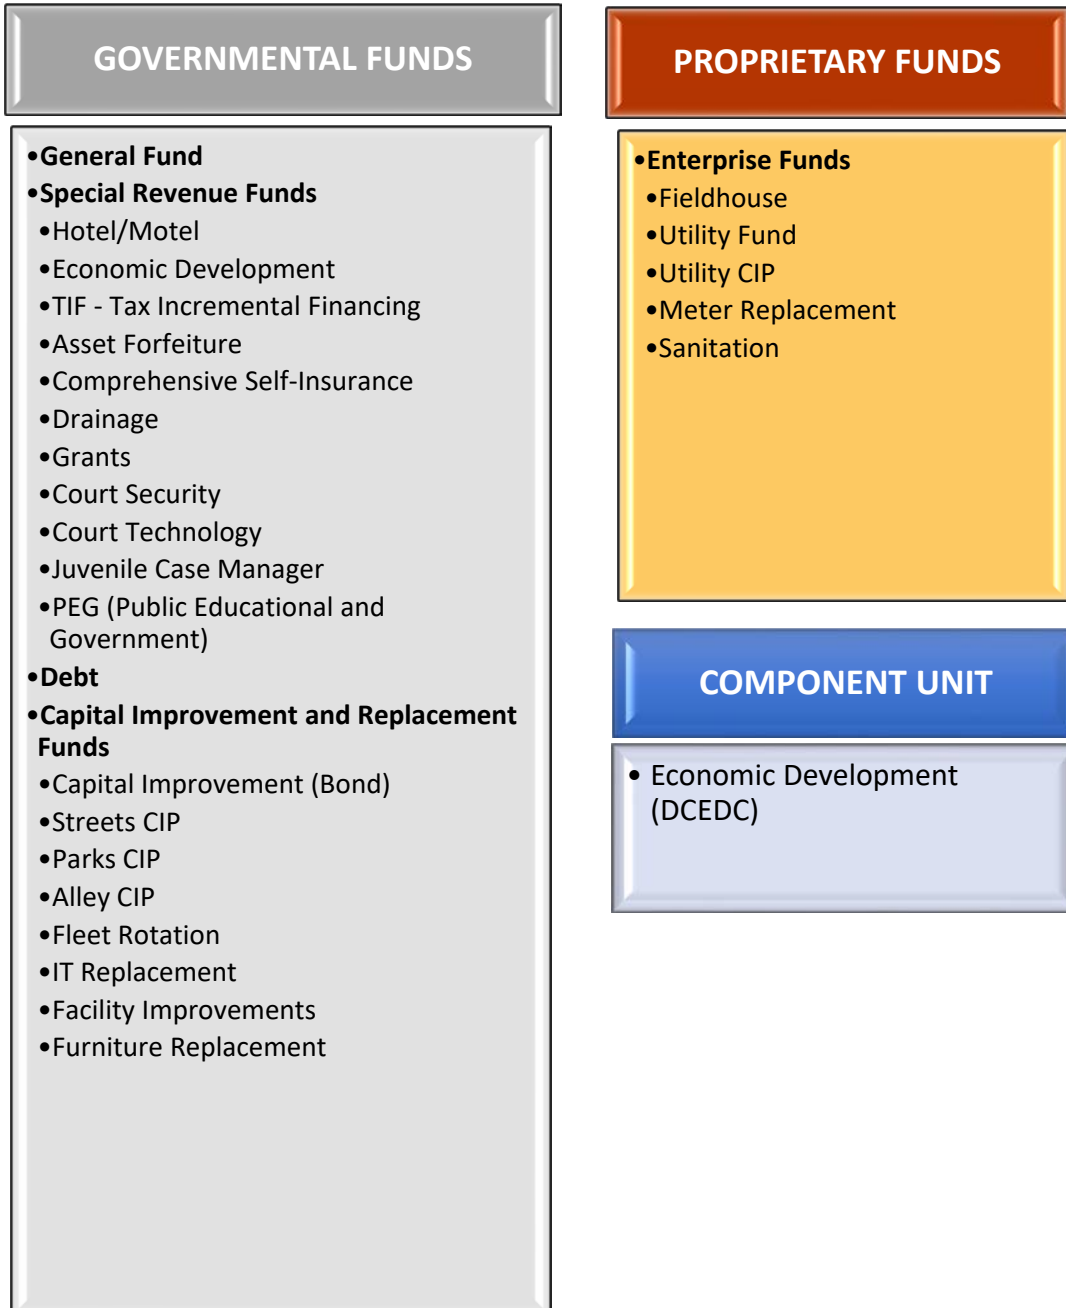 GOVERNMENTAL FUNDS
•General Fund
•Special Revenue Funds
•Hotel/Motel
•Economic Development
•TIF - Tax Incremental Financing
•Asset Forfeiture
•Comprehensive Self-Insurance
•Drainage
•Grants
•Court Security
•Court Technology
•Juvenile Case Manager
•PEG (Public Educational and
Government)
•Debt
•Capital Improvement and Replacement
Funds
•Capital Improvement (Bond)
•Streets CIP
•Parks CIP
•Alley CIP
•Fleet Rotation
•IT Replacement
•Facility Improvements
•Furniture Replacement
PROPRIETARY FUNDS
•Enterprise Funds
•Fieldhouse
•Utility Fund
•Utility CIP
•Meter Replacement
•Sanitation
COMPONENT UNIT
• Economic Development
(DCEDC)